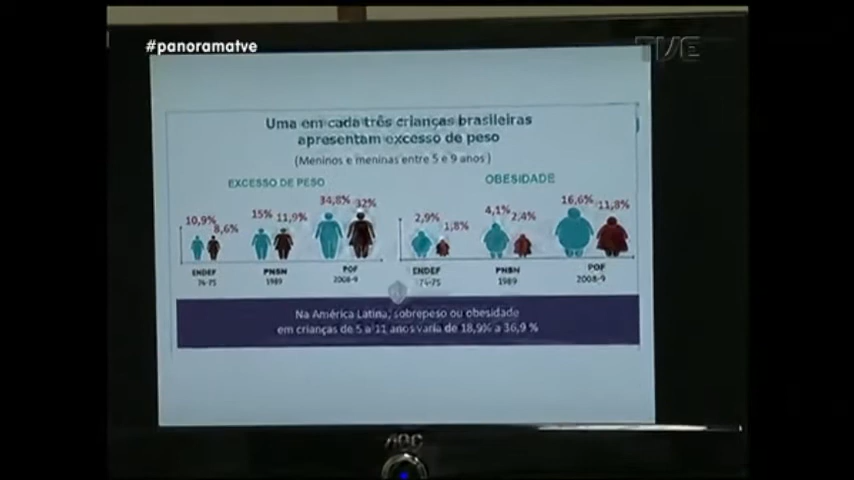 #panoramatve
TVE
Uma em cada três crianças brasileiras
apresentam excesso de peso
(Meninos e meninas entre 5 e 9 anos)
EXCESSO DE PESO
OBESIDADE
10,9%
8,6%
15%
11,9%
34,8%
32%
2,9%
1,8%
4,1%
2,4%
16,6%
11,8%
ENDEF
74-75
PNSN
1989
POF
2008-9
ENDEF
74-75
PNSN
1989
POF
2008-9
Na América Latina, sobrepeso ou obesidade
em crianças de 5 a 11 anos varia de 18,9% a 36,9 %
AOC